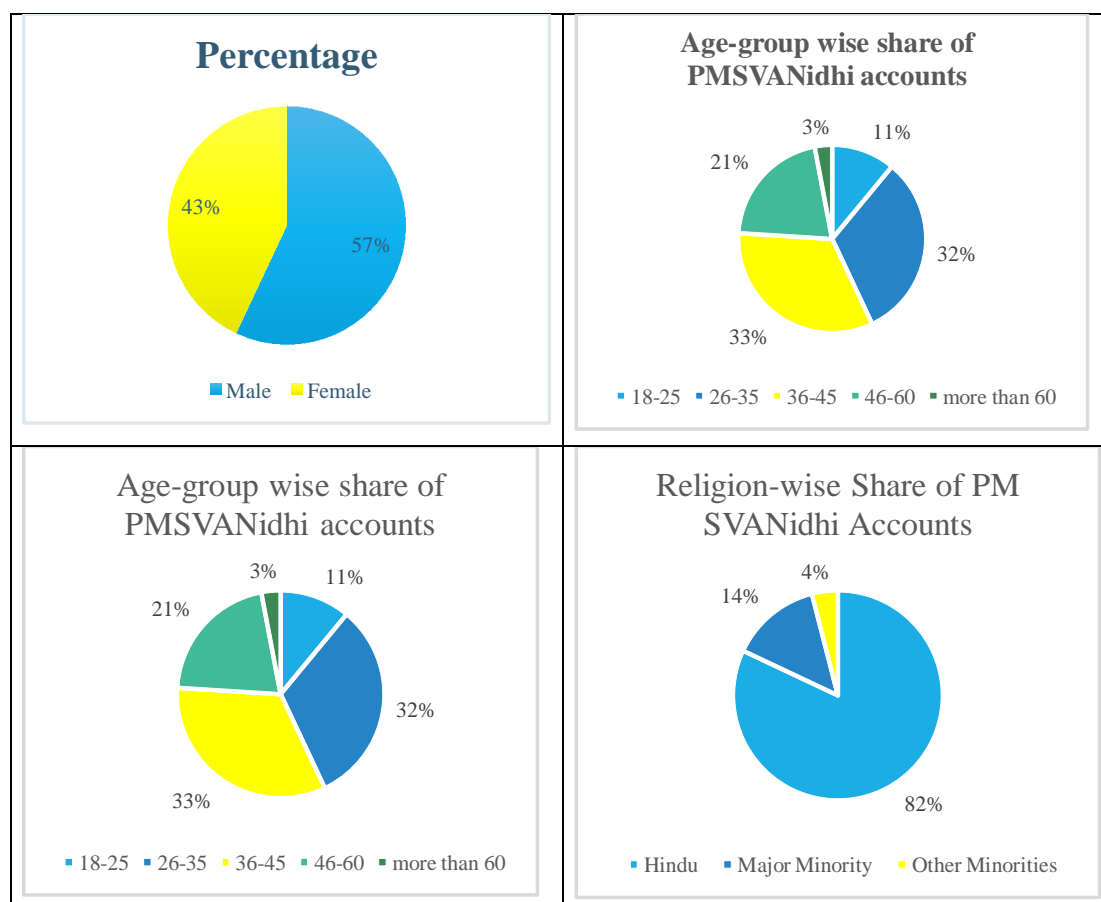 Percentage
43%
57%
Male Female
Age-group wise share of
PMSVANidhi accounts
3%
11%
21%
32%
33%
18-25 26-35 36-45 46-60 more than 60
Age-group wise share of
PMSVANidhi accounts
3%
11%
21%
32%
33%
18-25 26-35 36-45 46-60 more than 60
Religion-wise Share of PM
SVANidhi Accounts
4%
14%
82%
Hindu Major Minority Other Minorities